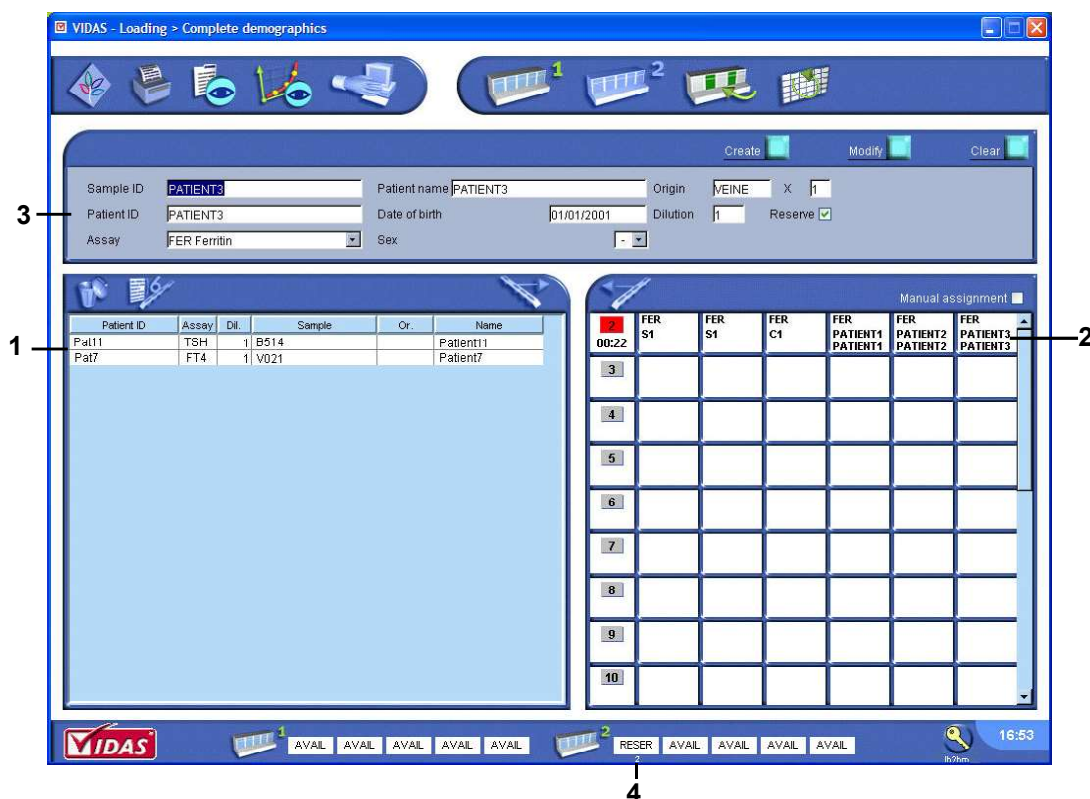 VIDAS - Loading > Complete demographics
1
2
Create
Modify
Clear
Sample ID PATIENT3 Patient name PATIENT3 Origin VEINE X 1
3
Patient ID PATIENT3 Date of birth 01/01/2001 Dilution 1 Reserve
Assay FER Ferritin Sex -
6
Manual assignment
Patient ID Assay Dil. Sample Or. Name
1
Pat11 TSH 1 B514 Patient11
Pat7 FT4 1 V021 Patient7
2
00:22
FER
S1
FER
S1
FER
C1
FER
PATIENT1
PATIENT1
FER
PATIENT2
PATIENT2
FER
PATIENT3
PATIENT3
2
3
4
5
6
7
8
9
10
VIDAS
1
AVAIL AVAIL AVAIL AVAIL AVAIL
2
RESER AVAIL AVAIL AVAIL AVAIL
2
16:53
4